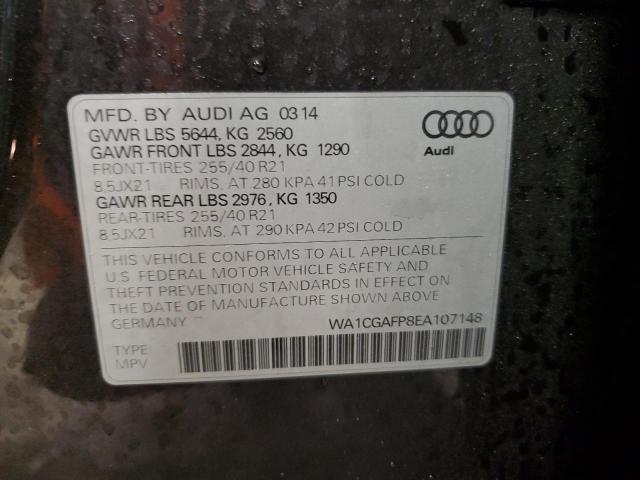 MFD. BY AUDI AG 03 14
GVWR LBS 5644, KG 2560
GAWR FRONT LBS 2844, KG 1290
FRONT-TIRES 255/40 R21
8.5JX21 RIMS, AT 280 KPA 41 PSI COLD
GAWR REAR LBS 2976, KG 1350
REAR-TIRES 255/40 R21
8.5JX21 RIMS, AT 290 KPA 42 PSI COLD
Audi
THIS VEHICLE CONFORMS TO ALL APPLICABLE
U.S. FEDERAL MOTOR VEHICLE SAFETY AND
THEFT PREVENTION STANDARDS IN EFFECT ON
THE DATE OF MANUFACTURE SHOWN ABOVE
GERMANY WA1CGAFP8EA107148
TYPE
MPV